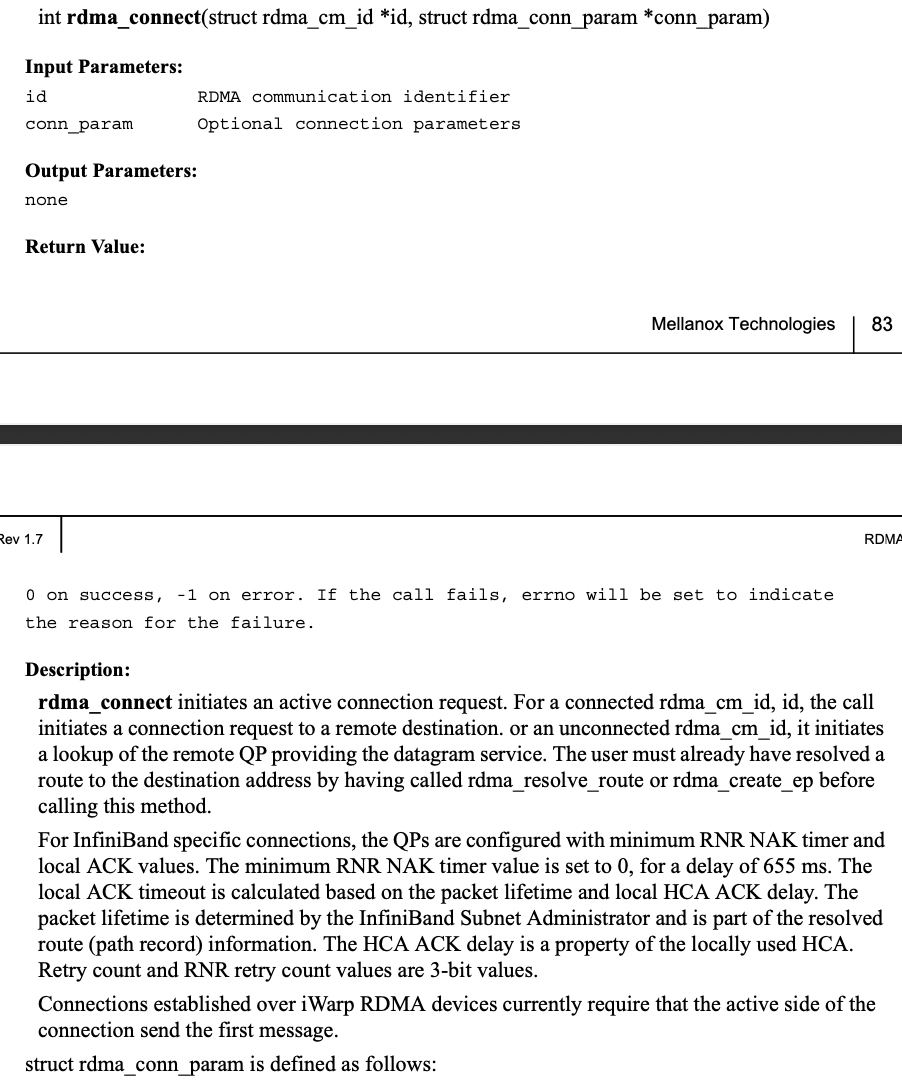 int rdma_connect(struct rdma_cm_id *id, struct rdma_conn_param *conn_param)
Input Parameters:
id RDMA communication identifier
conn_param Optional connection parameters
Output Parameters:
none
Return Value:
Mellanox Technologies 83
Rev 1.7 RDMA
0 on success, -1 on error. If the call fails, errno will be set to indicate
the reason for the failure.
Description:
rdma_connect initiates an active connection request. For a connected rdma_cm_id, id, the call
initiates a connection request to a remote destination. or an unconnected rdma_cm_id, it initiates
a lookup of the remote QP providing the datagram service. The user must already have resolved a
route to the destination address by having called rdma_resolve_route or rdma_create_ep before
calling this method.
For InfiniBand specific connections, the QPs are configured with minimum RNR NAK timer and
local ACK values. The minimum RNR NAK timer value is set to 0, for a delay of 655 ms. The
local ACK timeout is calculated based on the packet lifetime and local HCA ACK delay. The
packet lifetime is determined by the InfiniBand Subnet Administrator and is part of the resolved
route (path record) information. The HCA ACK delay is a property of the locally used HCA.
Retry count and RNR retry count values are 3-bit values.
Connections established over iWarp RDMA devices currently require that the active side of the
connection send the first message.
struct rdma_conn_param is defined as follows: